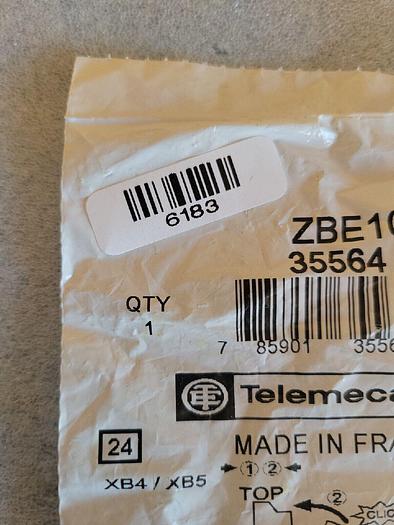 6183
ZBE10
35564
QTY
1
7 85901 3556
Telemeca
24
MADE IN FRA
XB4 / XB5
1 2
TOP
2
CLIC